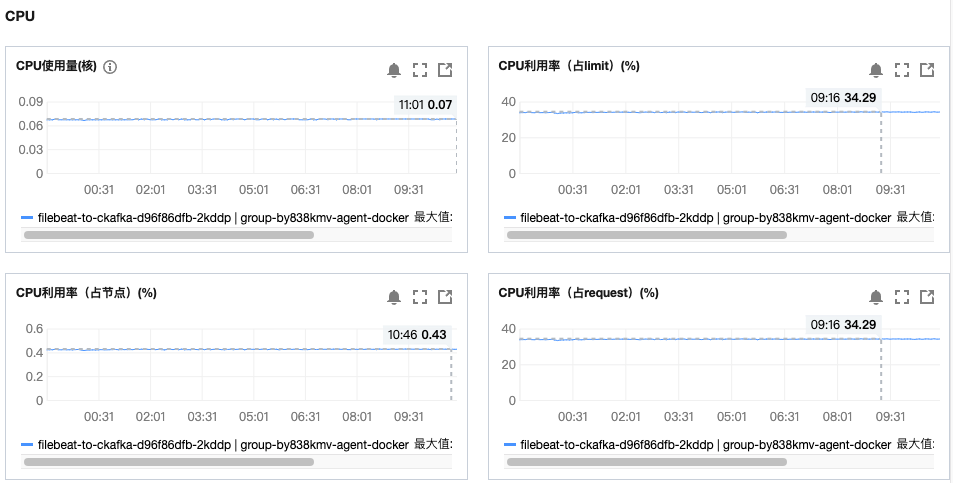 CPU
CPU使用量(核)
11:01 0.07
0.09
0.06
0.03
0
00:31 02:01 03:31 05:01 06:31 08:01 09:31
filebeat-to-ckafka-d96f86dfb-2kddp | group-by838kmv-agent-docker 最大值:
CPU利用率（占limit）(%)
09:16 34.29
40
20
0
00:31 02:01 03:31 05:01 06:31 08:01 09:31
filebeat-to-ckafka-d96f86dfb-2kddp | group-by838kmv-agent-docker 最大值:
CPU利用率（占节点）(%)
10:46 0.43
0.6
0.4
0.2
0
00:31 02:01 03:31 05:01 06:31 08:01 09:31
filebeat-to-ckafka-d96f86dfb-2kddp | group-by838kmv-agent-docker 最大值:
CPU利用率（占request）(%)
09:16 34.29
40
20
0
00:31 02:01 03:31 05:01 06:31 08:01 09:31
filebeat-to-ckafka-d96f86dfb-2kddp | group-by838kmv-agent-docker 最大值: